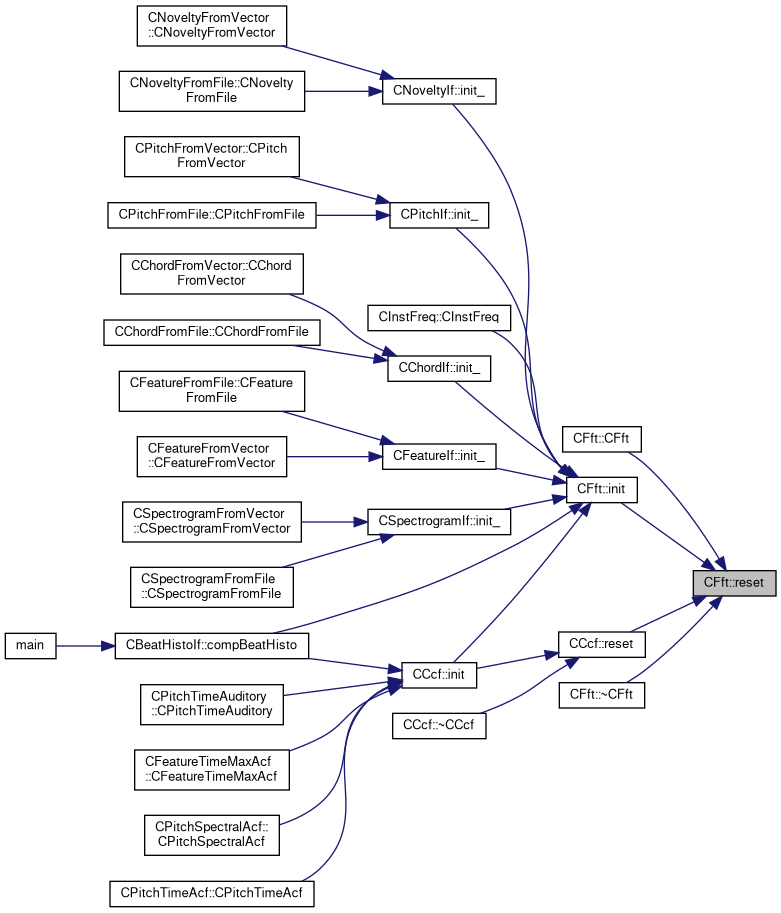 CNoveltyFromVector
::CNoveltyFromVector
CNoveltyFromFile::CNovelty
FromFile
CNoveltyIf::init_
CPitchFromVector::CPitch
FromVector
CPitchFromFile::CPitchFromFile
CPitchIf::init_
CChordFromVector::CChord
FromVector
CInstFreq::CInstFreq
CChordFromFile::CChordFromFile
CChordIf::init_
CFeatureFromFile::CFeature
FromFile
CFft::CFft
CFeatureFromVector
::CFeatureFromVector
CFeatureIf::init_
CFft::init
CSpectrogramFromVector
::CSpectrogramFromVector
CSpectrogramIf::init_
CSpectrogramFromFile
::CSpectrogramFromFile
CFft::reset
main
CBeatHistoIf::compBeatHisto
CCcf::reset
CCcf::init
CFft::~CFft
CPitchTimeAuditory
::CPitchTimeAuditory
CCcf::~CCcf
CFeatureTimeMaxAcf
::CFeatureTimeMaxAcf
CPitchSpectralAcf::
CPitchSpectralAcf
CPitchTimeAcf::CPitchTimeAcf